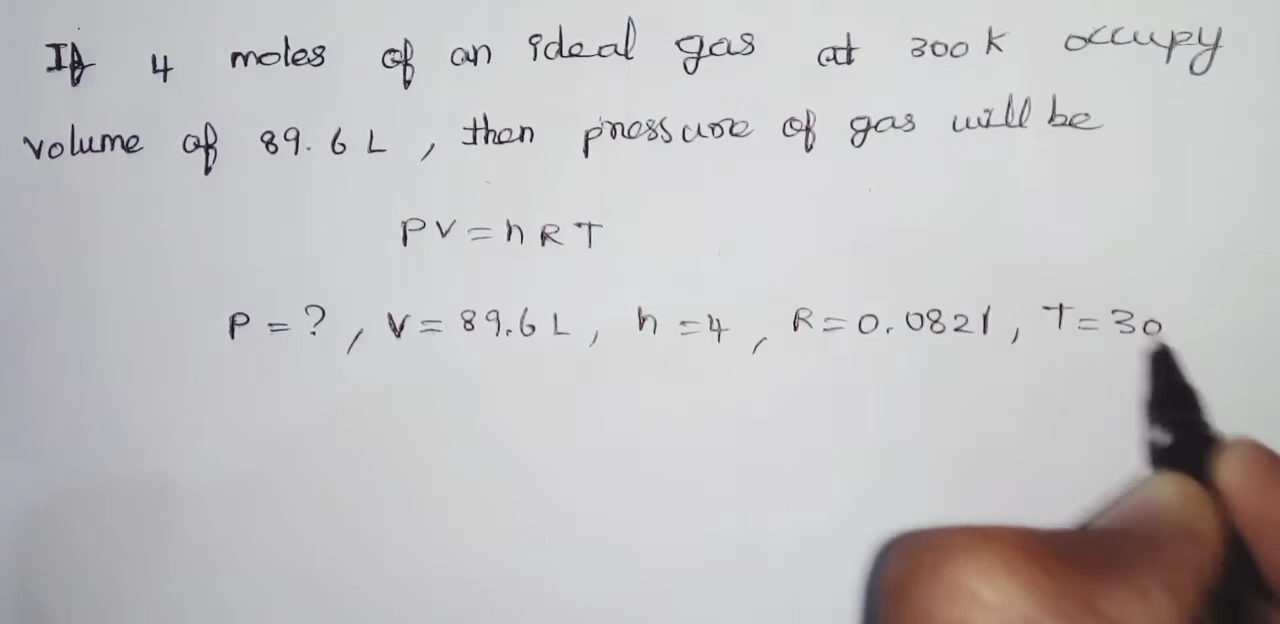 If 4 moles of an ideal gas at 300 K occupy
volume of 89.6 L , then pressure of gas will be
PV = nRT
P = ? , V = 89.6 L , n = 4 , R = 0.0821 , T = 30